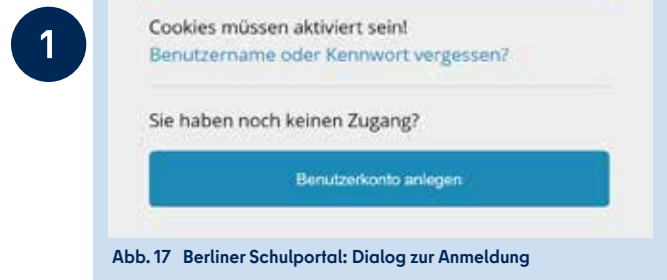 1
Cookies müssen aktiviert sein!
Benutzername oder Kennwort vergessen?
Sie haben noch keinen Zugang?
Benutzerkonto anlegen
Abb. 17 Berliner Schulportal: Dialog zur Anmeldung